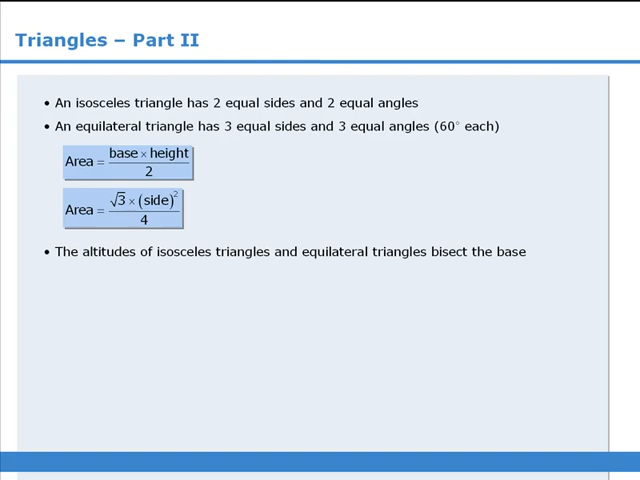 Triangles – Part II
• An isosceles triangle has 2 equal sides and 2 equal angles
• An equilateral triangle has 3 equal sides and 3 equal angles (60° each)
Area = base × height / 2
Area = √3 × (side)² / 4
• The altitudes of isosceles triangles and equilateral triangles bisect the base